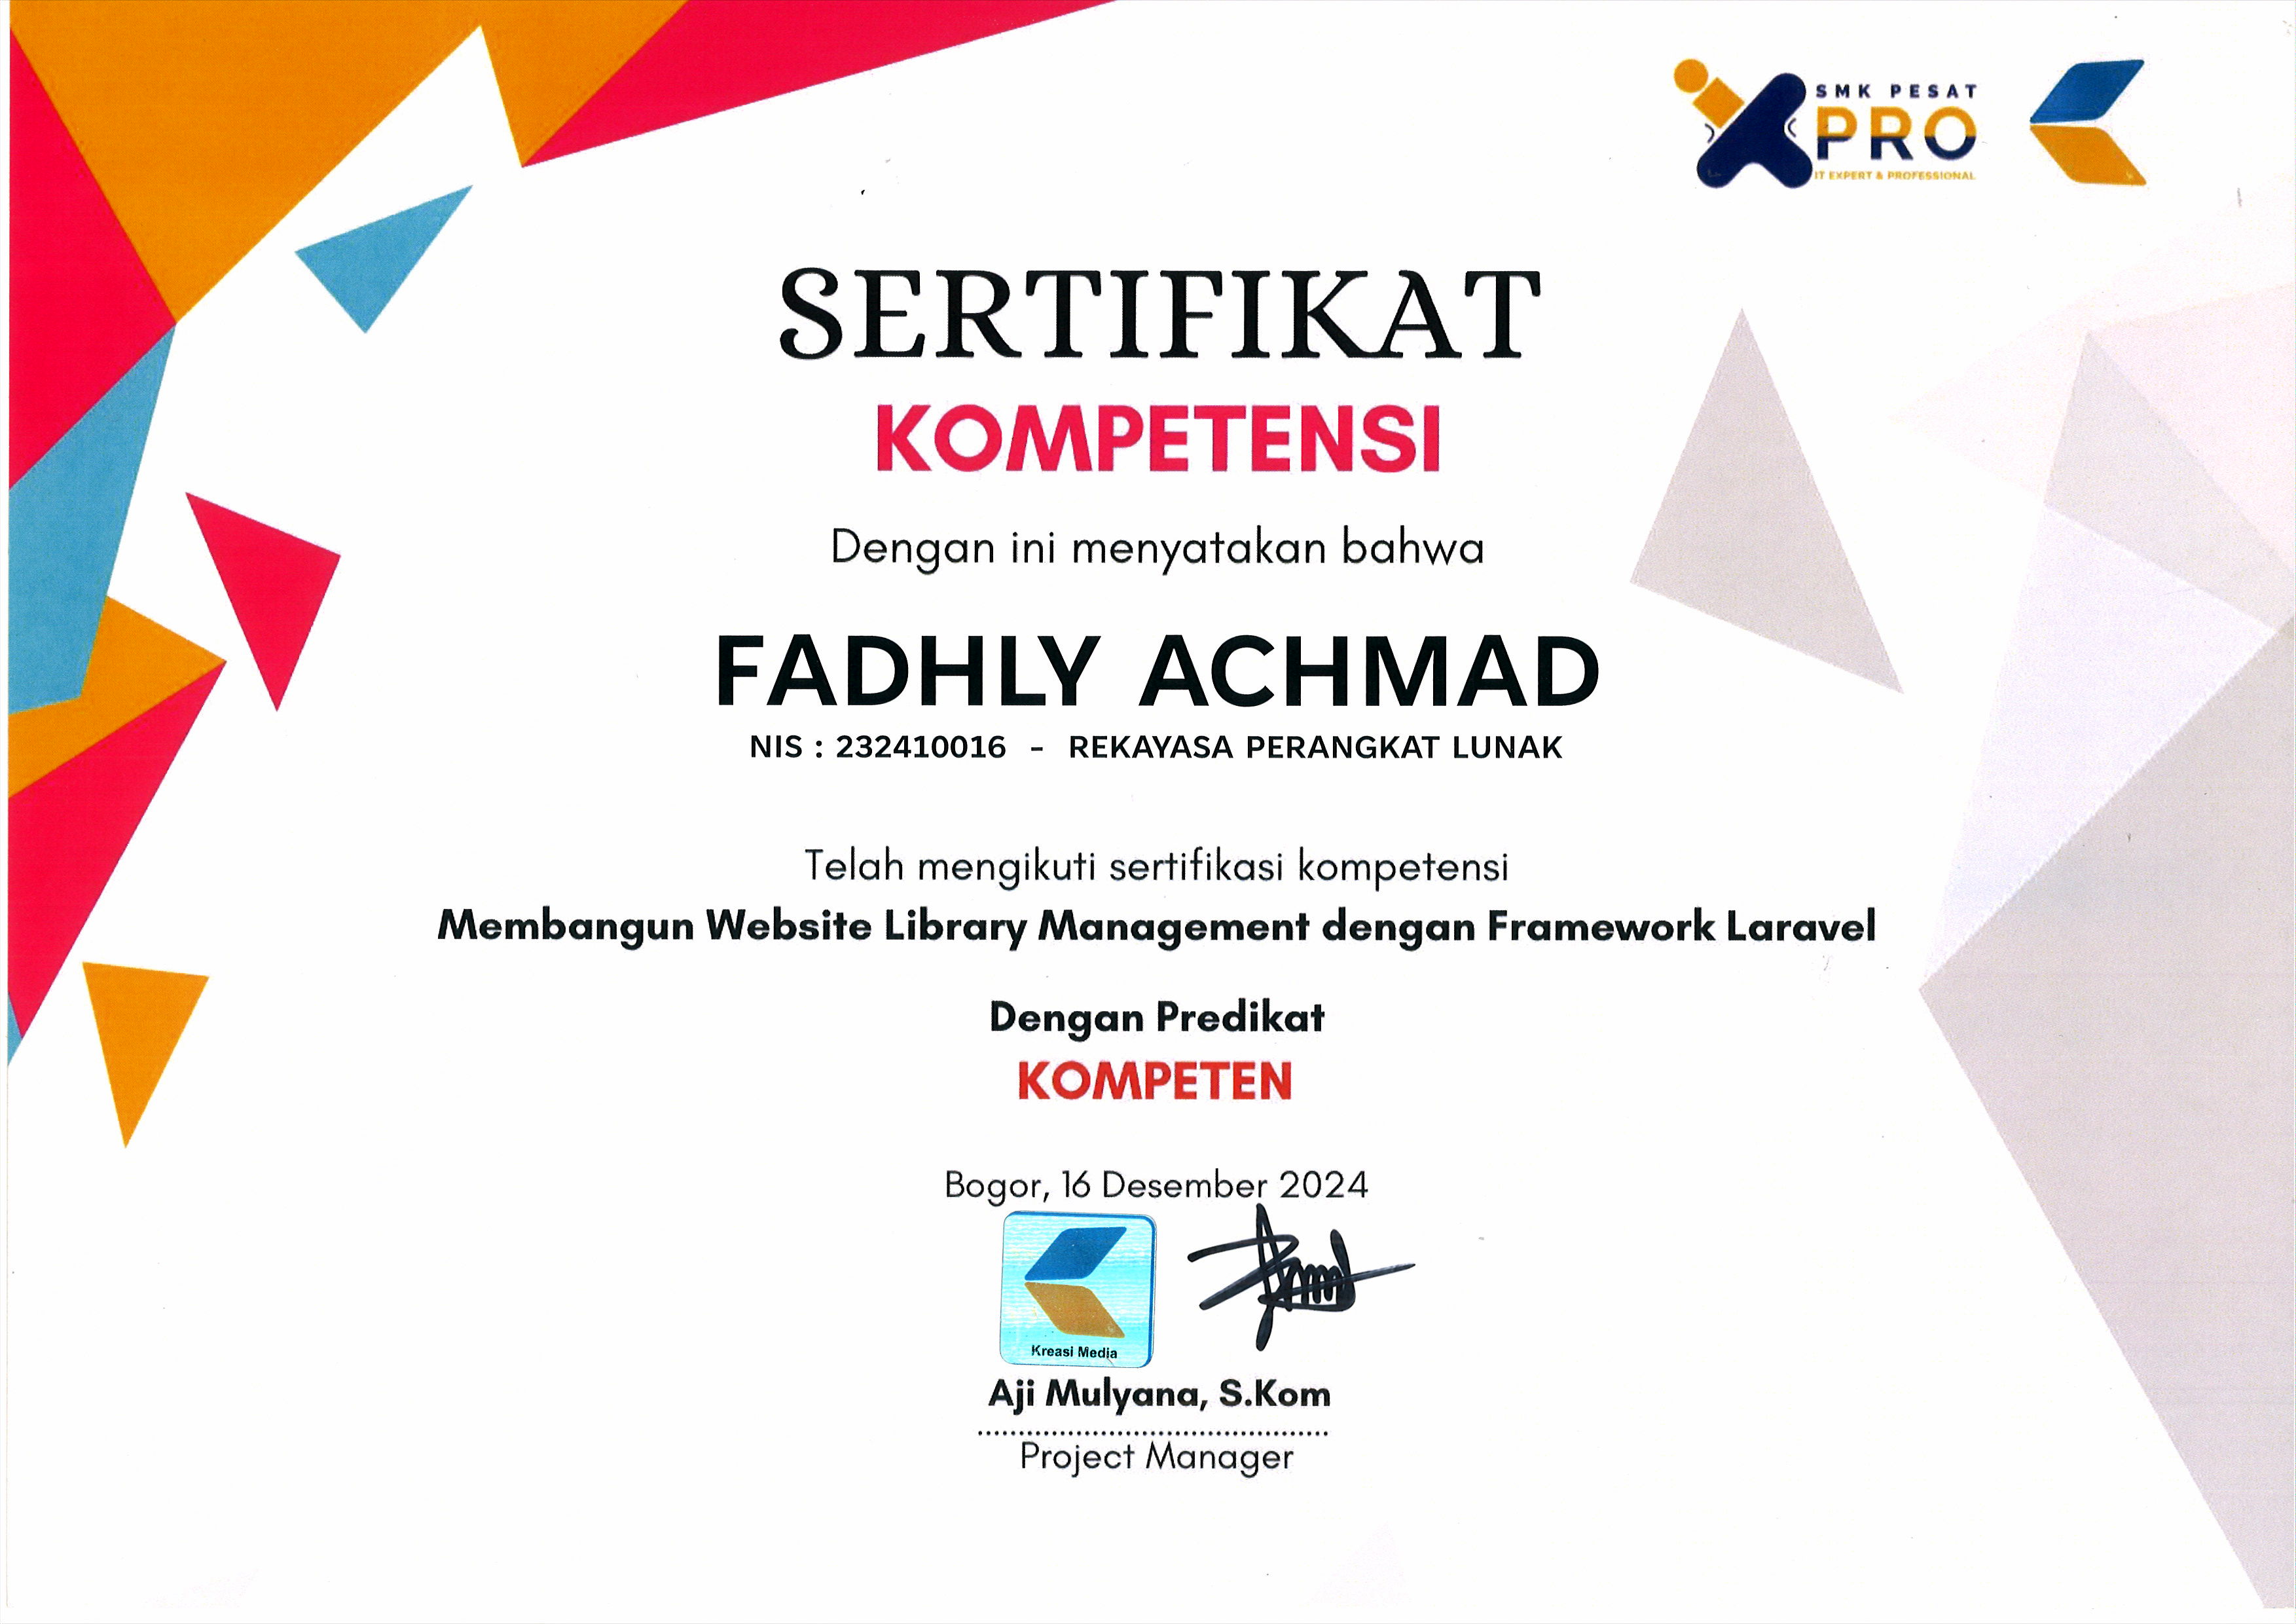 SMK PESAT
PRO
IT EXPERT & PROFESSIONAL
SERTIFIKAT
KOMPETENSI
Dengan ini menyatakan bahwa
FADHLY ACHMAD
NIS : 232410016 - REKAYASA PERANGKAT LUNAK
Telah mengikuti sertifikasi kompetensi
Membangun Website Library Management dengan Framework Laravel
Dengan Predikat
KOMPETEN
Bogor, 16 Desember 2024
Kreasi Media
Aji Mulyana, S.Kom
Project Manager